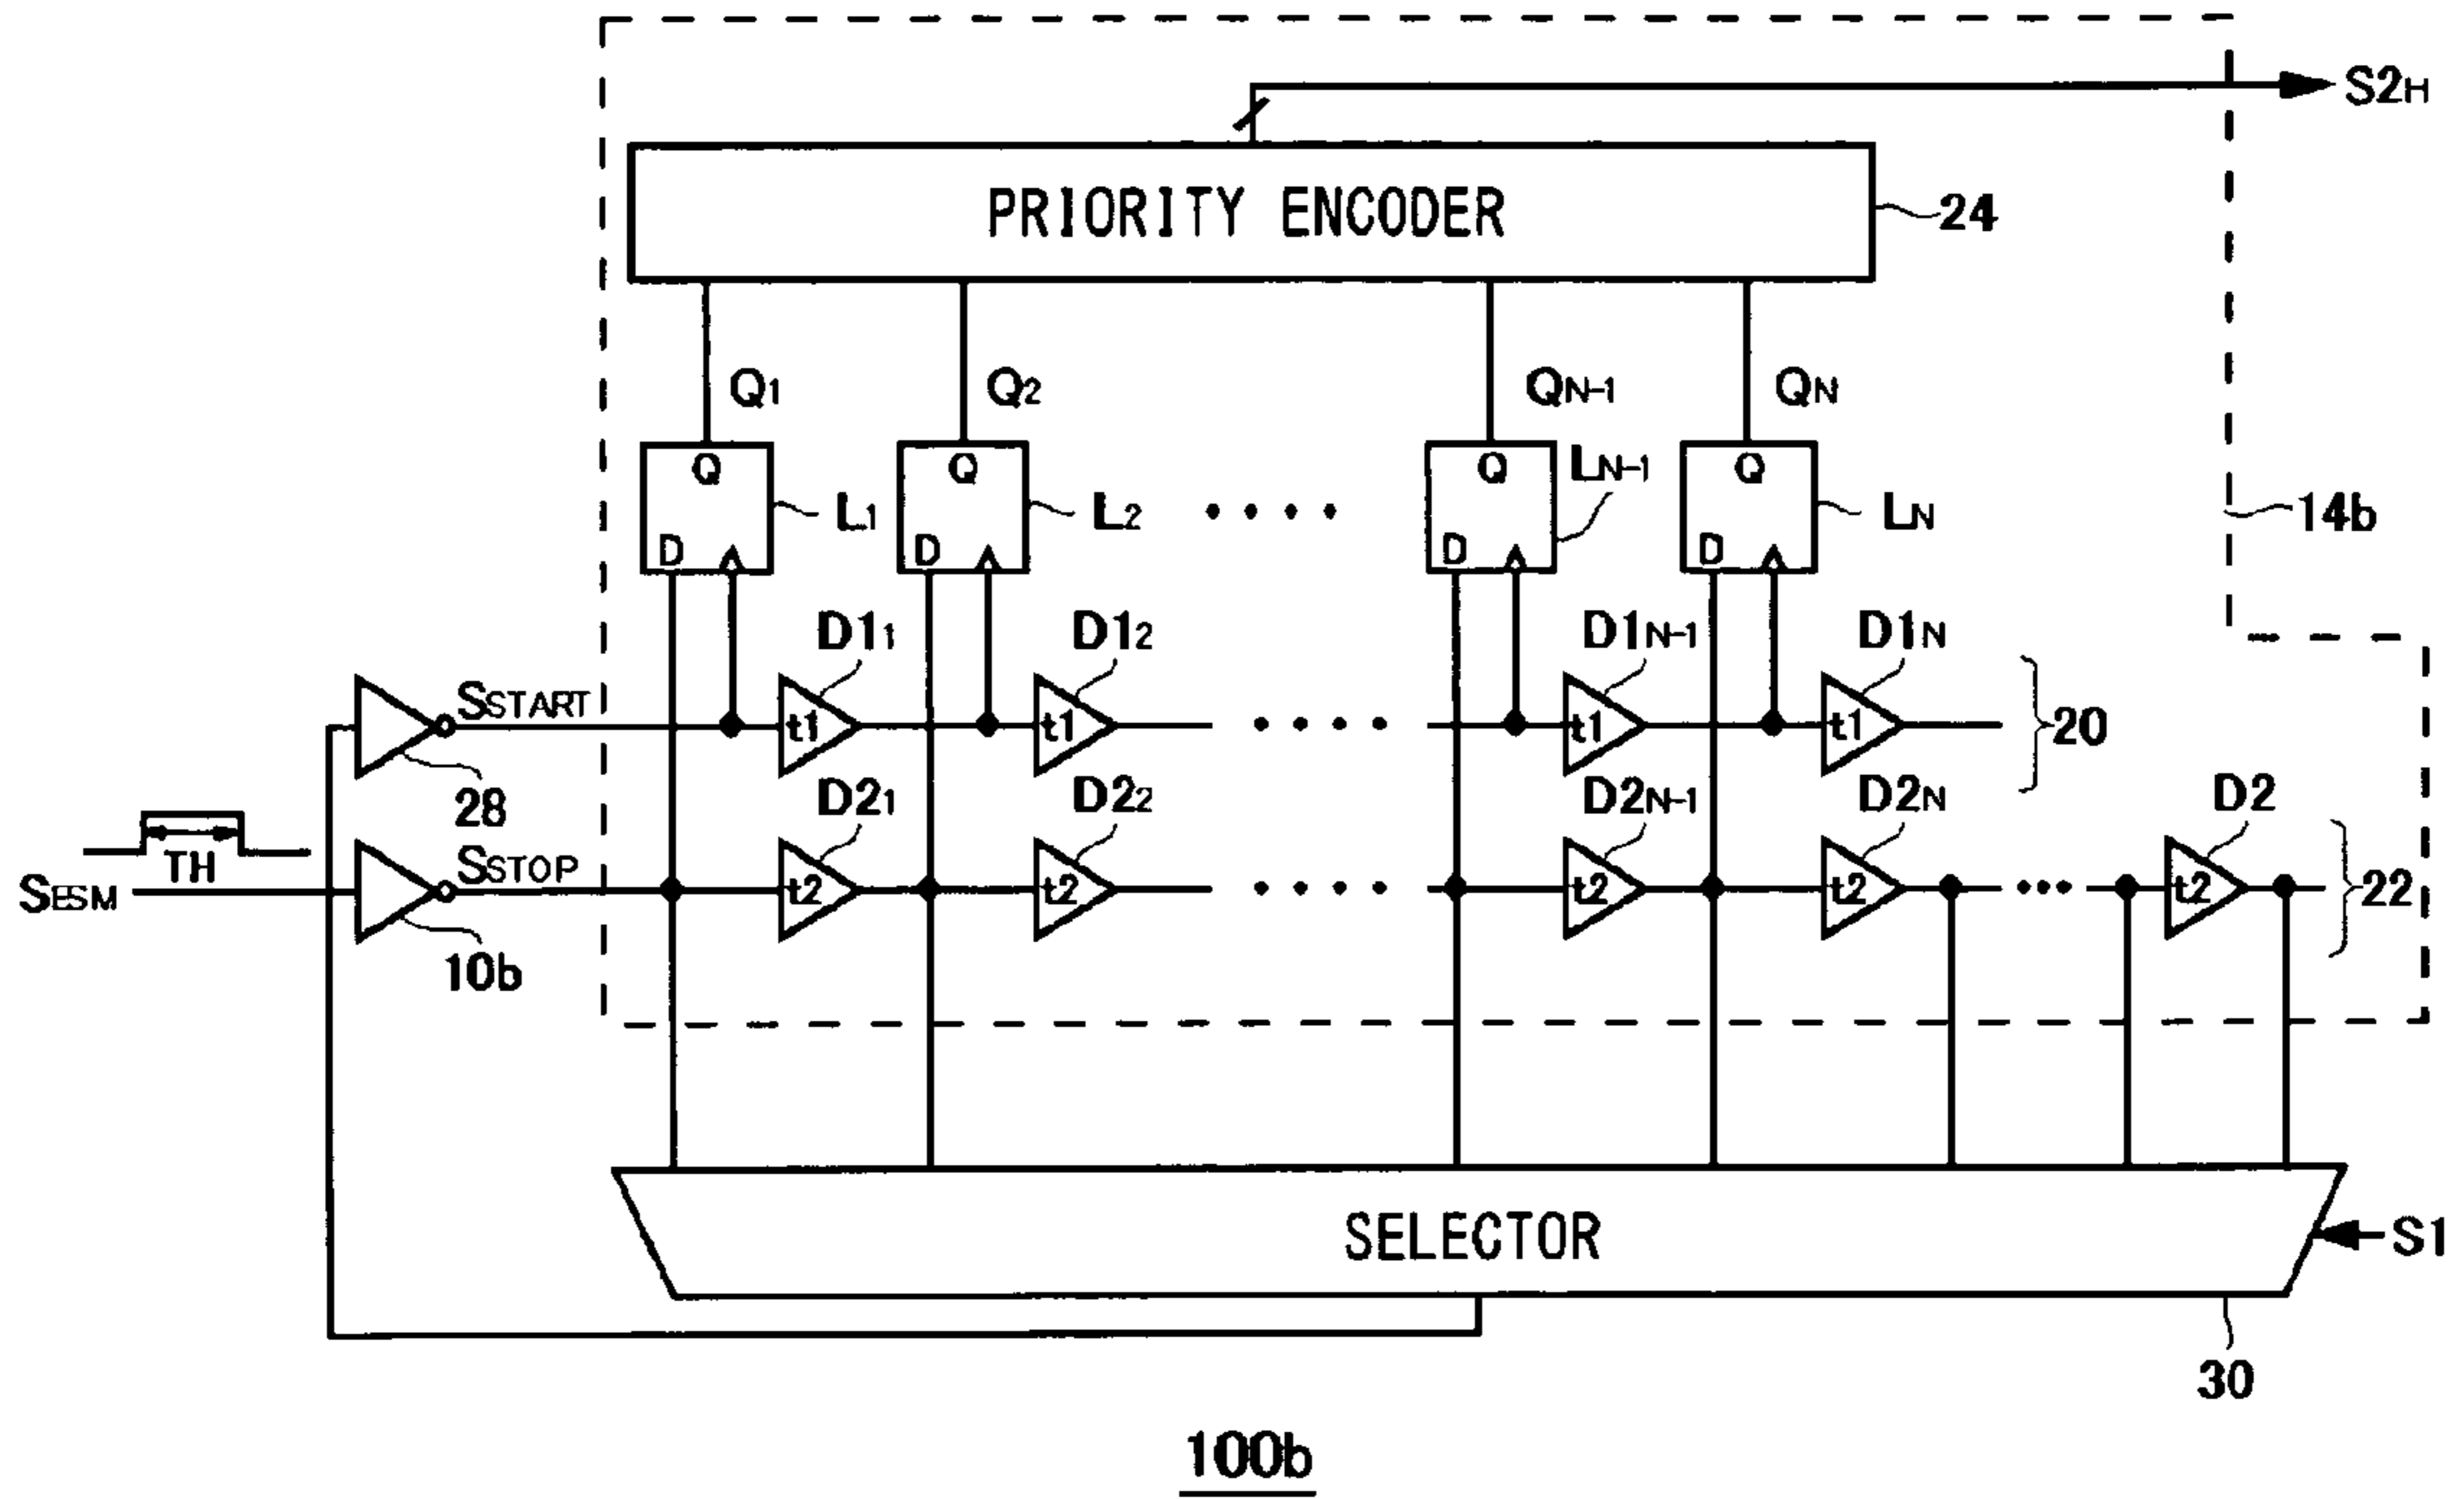 S2H
PRIORITY ENCODER
24
Q1 Q2 QN-1 QN
Q Q Q Q
LN-1
L1 L2 LN
14b
D D D D
D11 D12 D1N-1 D1N
SSTART
t1 t1 t1 t1
20
28
D21 D22 D2N-1 D2N D2
TH
SSTOP
SESM
t2 t2 t2 t2 t2
22
10b
SELECTOR
S1
30
100b